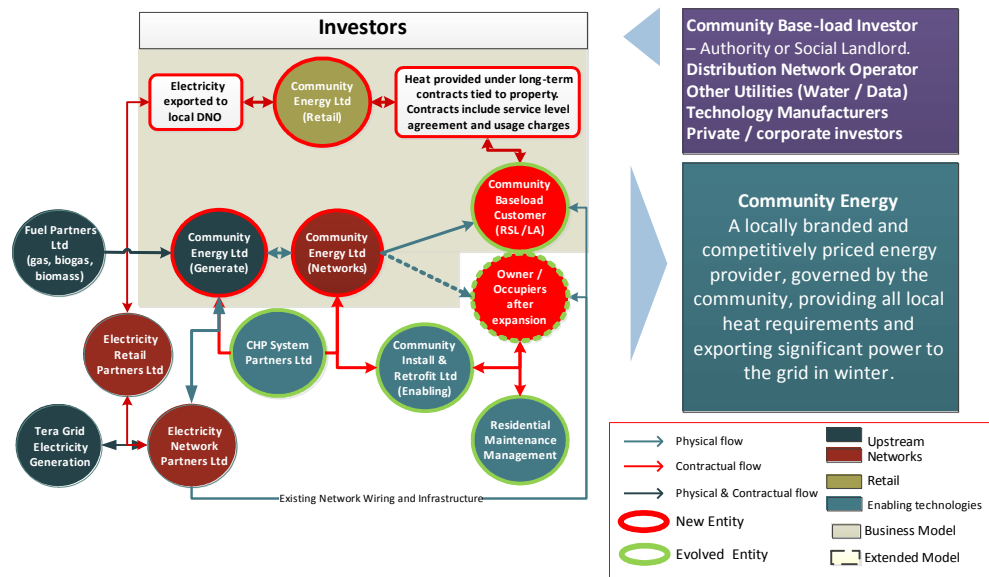 Investors
Electricity
exported to
local DNO
Community
Energy Ltd
(Retail)
Heat provided under long-term
contracts tied to property.
Contracts include service level
agreement and usage charges
Community
Baseload
Customer
(RSL /LA)
Fuel Partners
Ltd
(gas, biogas,
biomass)
Community
Energy Ltd
(Generate)
Community
Energy Ltd
(Networks)
Owner /
Occupiers
after
expansion
Electricity
Retail
Partners Ltd
CHP System
Partners Ltd
Community
Install &
Retrofit Ltd
(Enabling)
Tera Grid
Electricity
Generation
Electricity
Network
Partners Ltd
Residential
Maintenance
Management
Existing Network Wiring and Infrastructure
Community Base-load Investor
– Authority or Social Landlord.
Distribution Network Operator
Other Utilities (Water / Data)
Technology Manufacturers
Private / corporate investors
Community Energy
A locally branded and
competitively priced energy
provider, governed by the
community, providing all local
heat requirements and
exporting significant power to
the grid in winter.
Physical flow
Contractual flow
Physical & Contractual flow
New Entity
Evolved Entity
Upstream
Networks
Retail
Enabling technologies
Business Model
Extended Model